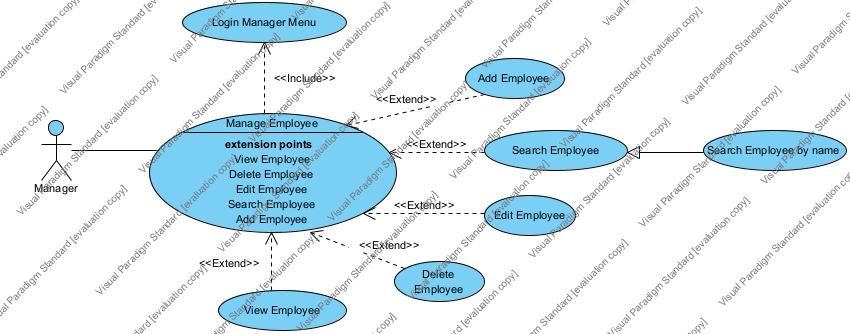 Login Manager Menu
<<Include>>
Add Employee
<<Extend>>
Manage Employee
extension points
View Employee
Delete Employee
Edit Employee
Search Employee
Add Employee
Manager
<<Extend>>
Search Employee
Search Employee by name
<<Extend>>
Edit Employee
<<Extend>>
Delete
Employee
<<Extend>>
View Employee
Visual Paradigm Standard [evaluation copy]